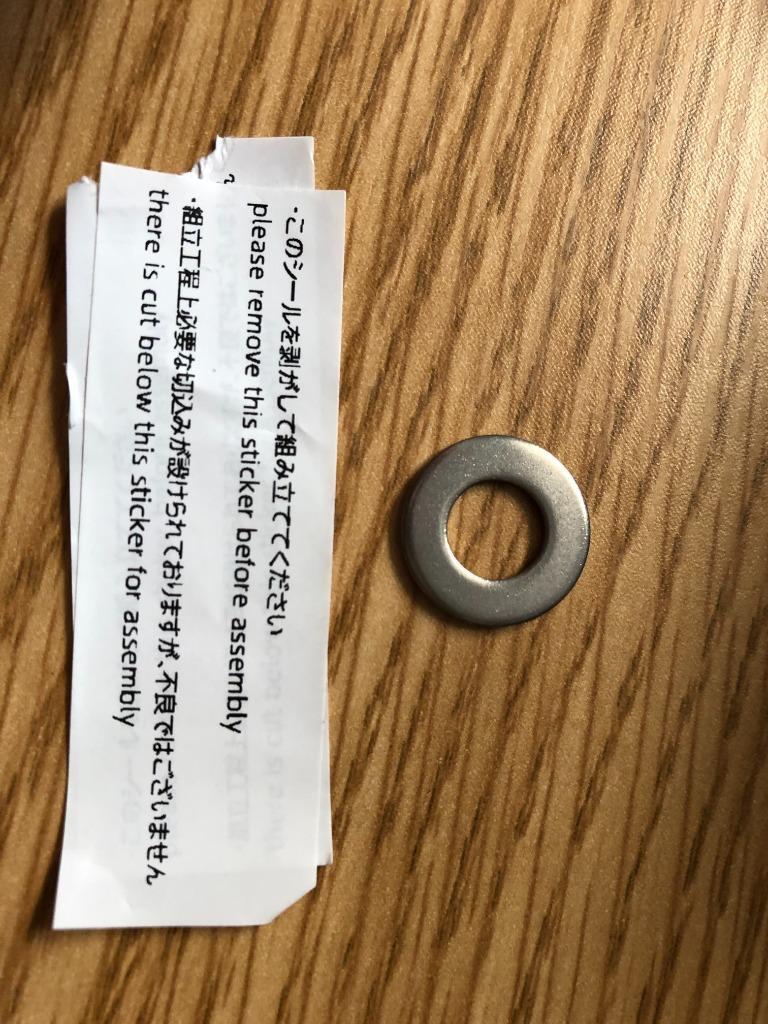 ・このシールを剥がして組み立ててください
please remove this sticker before assembly
・組立工程上必要な切込みが設けられておりますが、不良ではございません
there is cut below this sticker for assembly